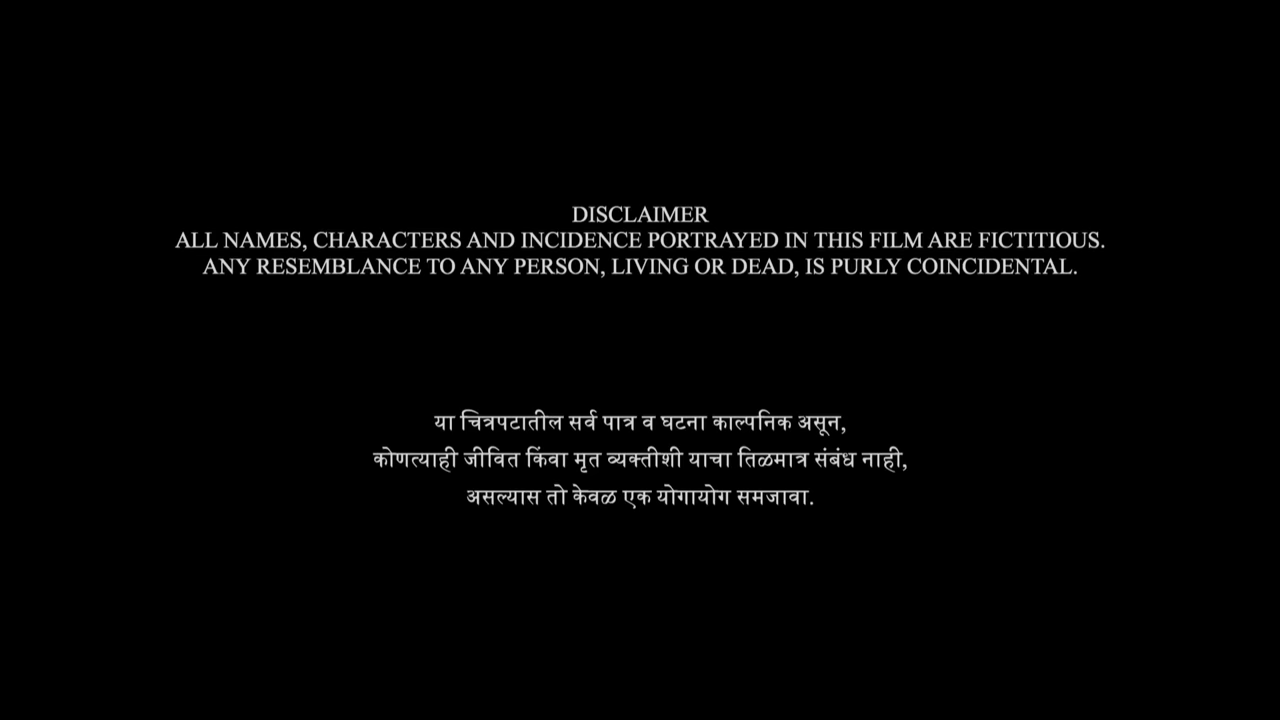 DISCLAIMER
ALL NAMES, CHARACTERS AND INCIDENCE PORTRAYED IN THIS FILM ARE FICTITIOUS.
ANY RESEMBLANCE TO ANY PERSON, LIVING OR DEAD, IS PURLY COINCIDENTAL.
या चित्रपटातील सर्व पात्र व घटना काल्पनिक असून,
कोणत्याही जीवित किंवा मृत व्यक्तीशी याचा तिळमात्र संबंध नाही,
असल्यास तो केवळ एक योगायोग समजावा.